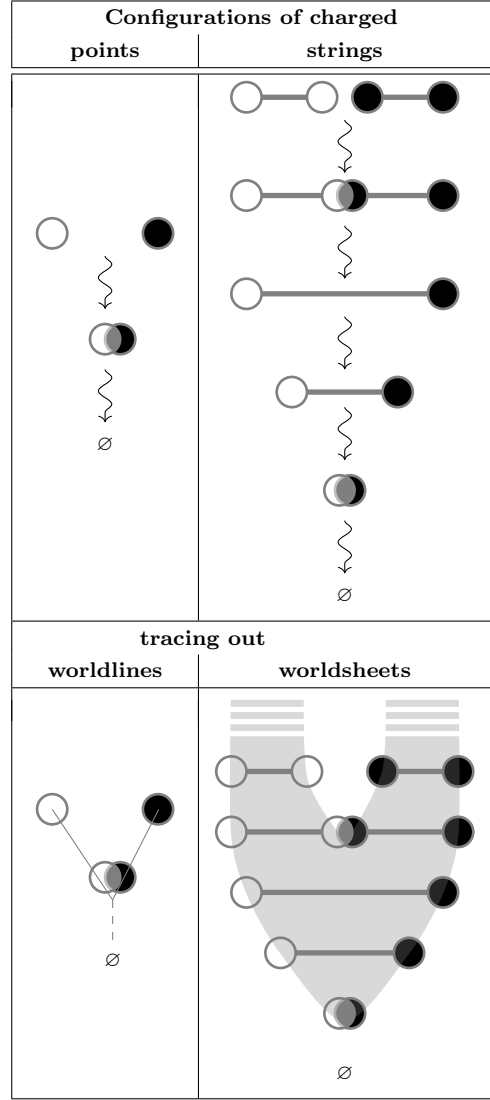 Configurations of charged
points strings
∅
∅
tracing out
worldlines worldsheets
∅
∅